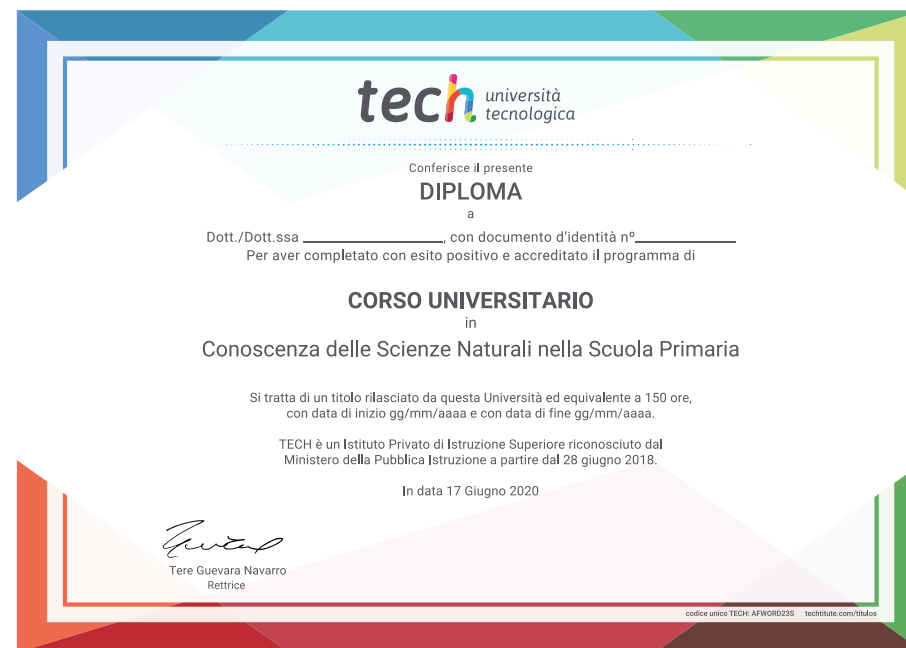 tech università
tecnologica
Conferisce il presente
DIPLOMA
a
Dott./Dott.ssa ____________________, con documento d'identità nº______________
Per aver completato con esito positivo e accreditato il programma di
CORSO UNIVERSITARIO
in
Conoscenza delle Scienze Naturali nella Scuola Primaria
Si tratta di un titolo rilasciato da questa Università ed equivalente a 150 ore,
con data di inizio gg/mm/aaaa e con data di fine gg/mm/aaaa.
TECH è un Istituto Privato di Istruzione Superiore riconosciuto dal
Ministero della Pubblica Istruzione a partire dal 28 giugno 2018.
In data 17 Giugno 2020
Tere Guevara Navarro
Rettrice
codice unico TECH: AFWORD23S techtitute.com/titulos